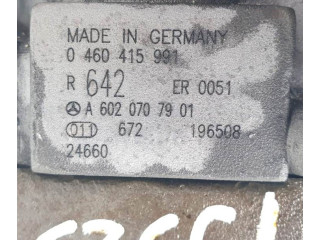 MADE IN GERMANY
0 460 415 991
R 642 ER 0051
A 602 070 79 01
011 672 196508
24660